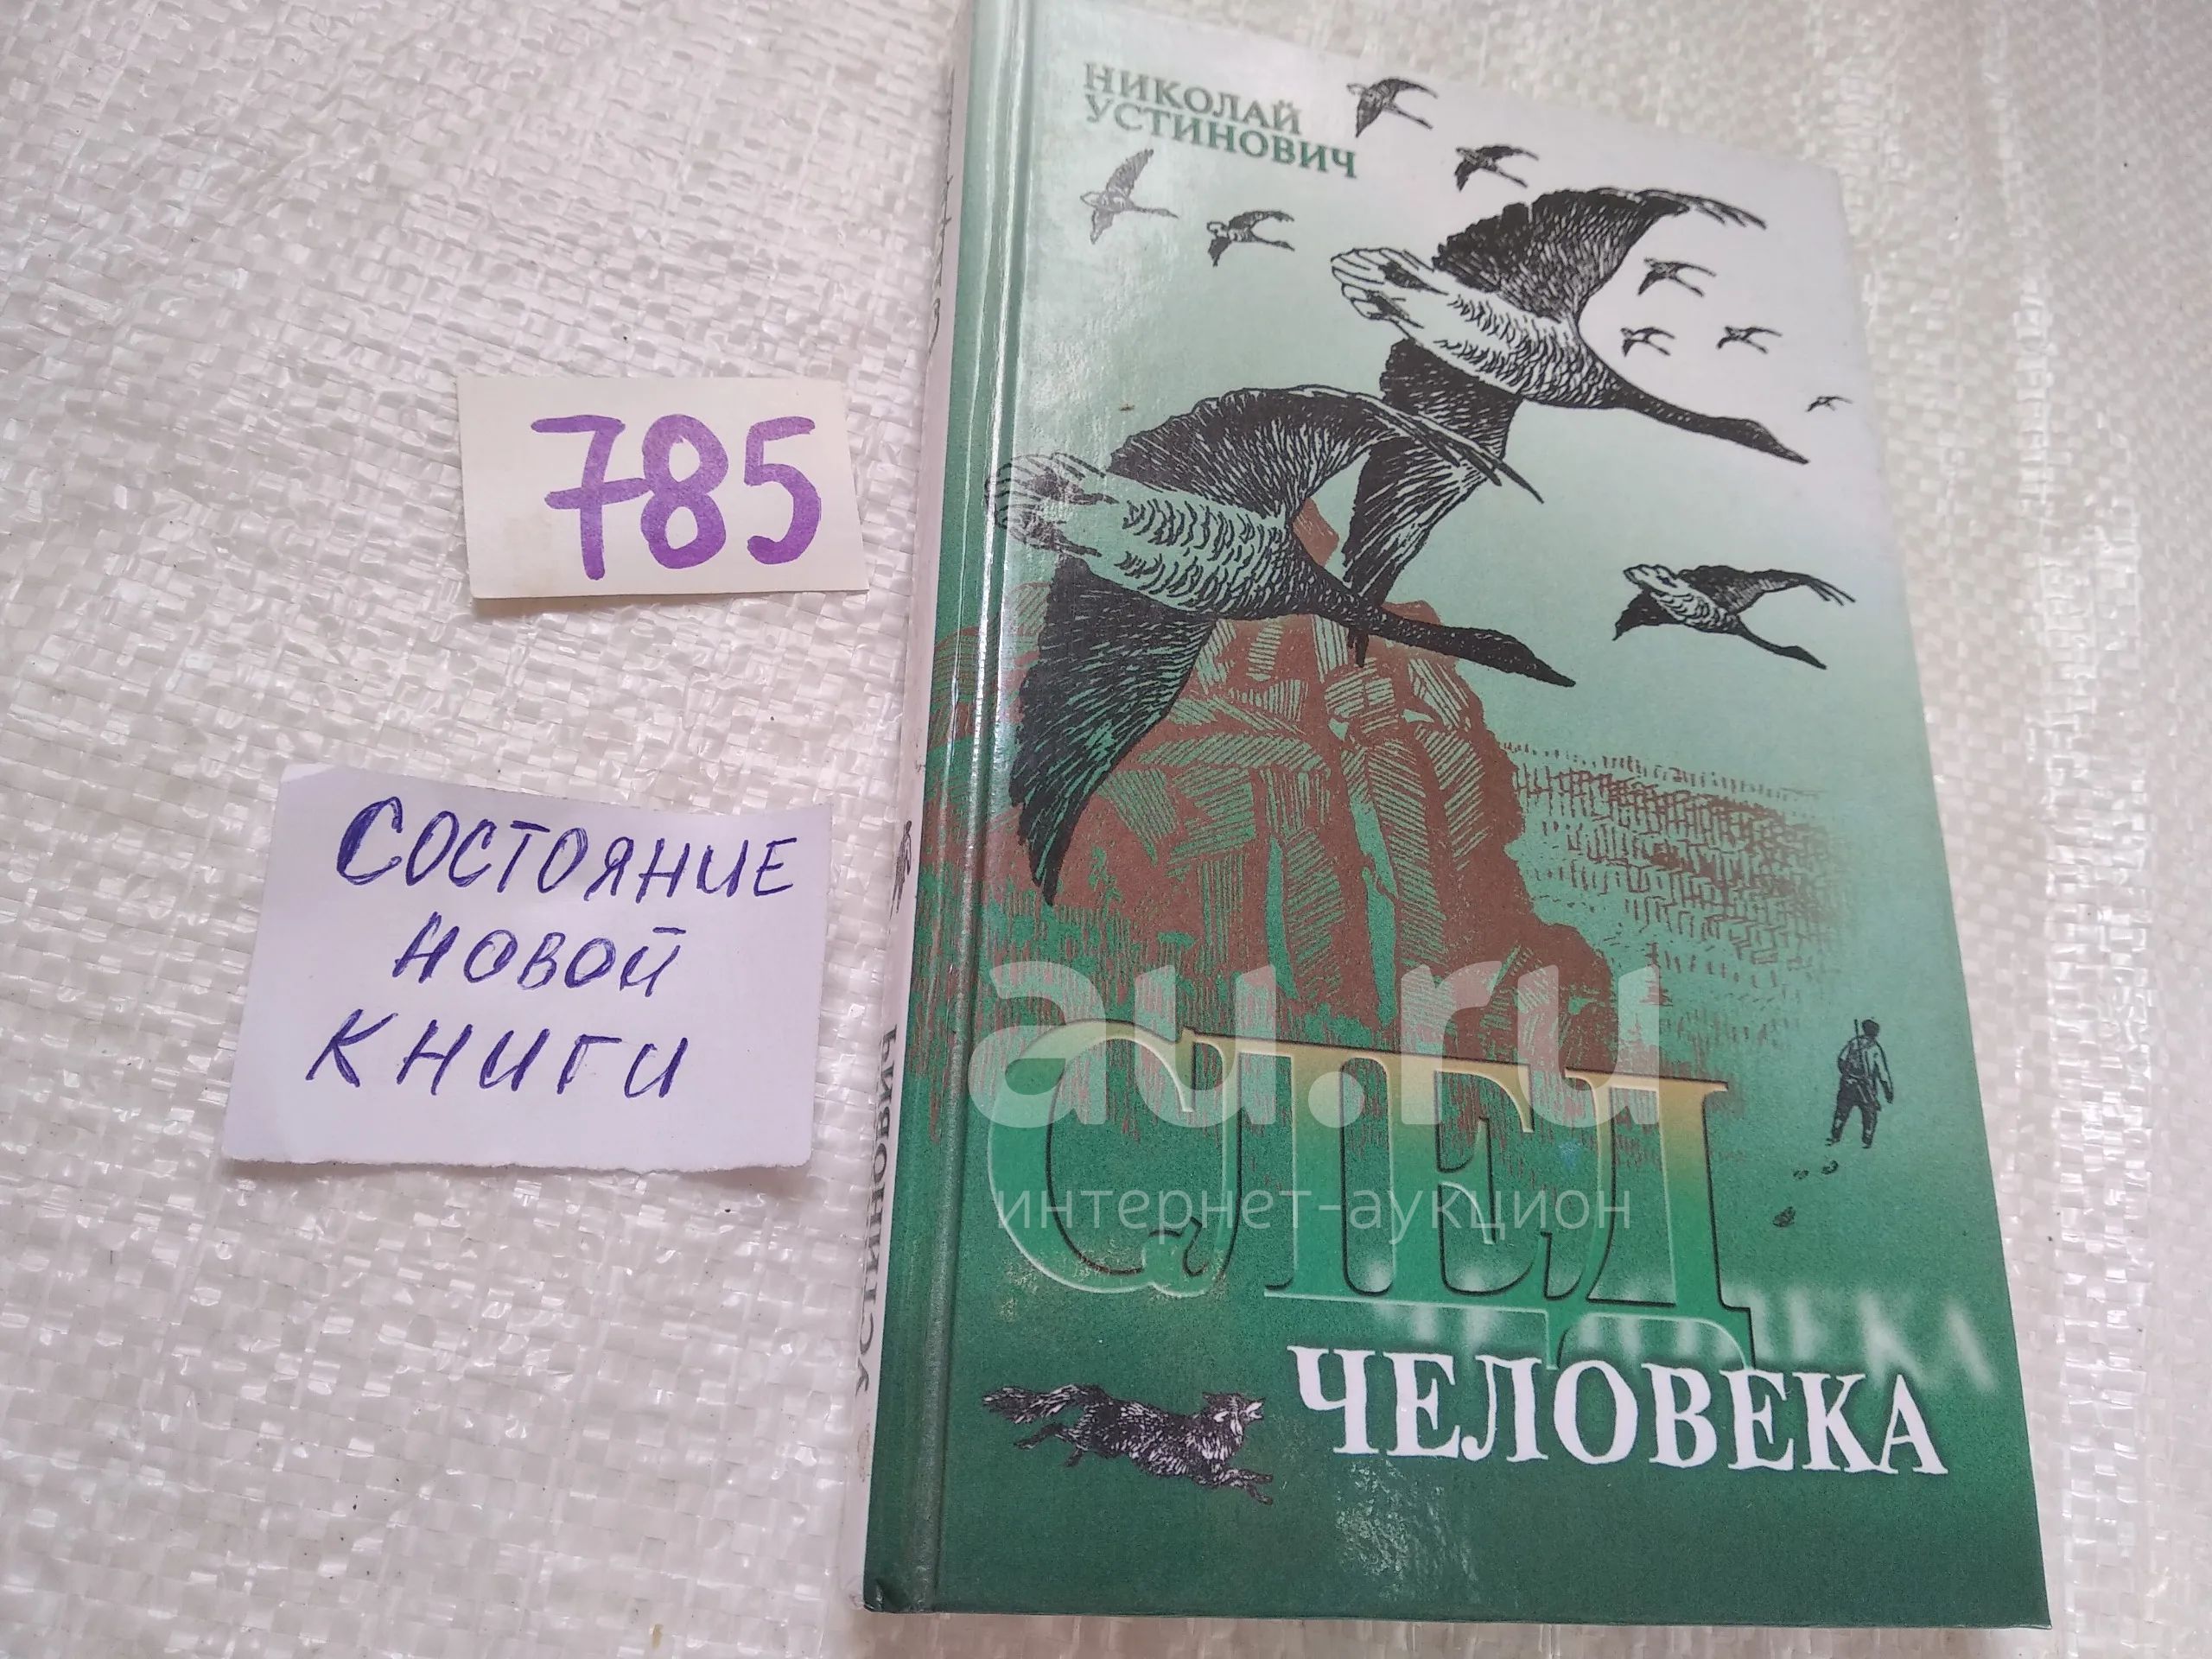 НИКОЛАЙ
УСТИНОВИЧ
785
СОСТОЯНИЕ
НОВОЙ
КНИГИ
au.ru
интернет-аукцион
СЛЕД
ЧЕЛОВЕКА
УСТИНОВИЧ